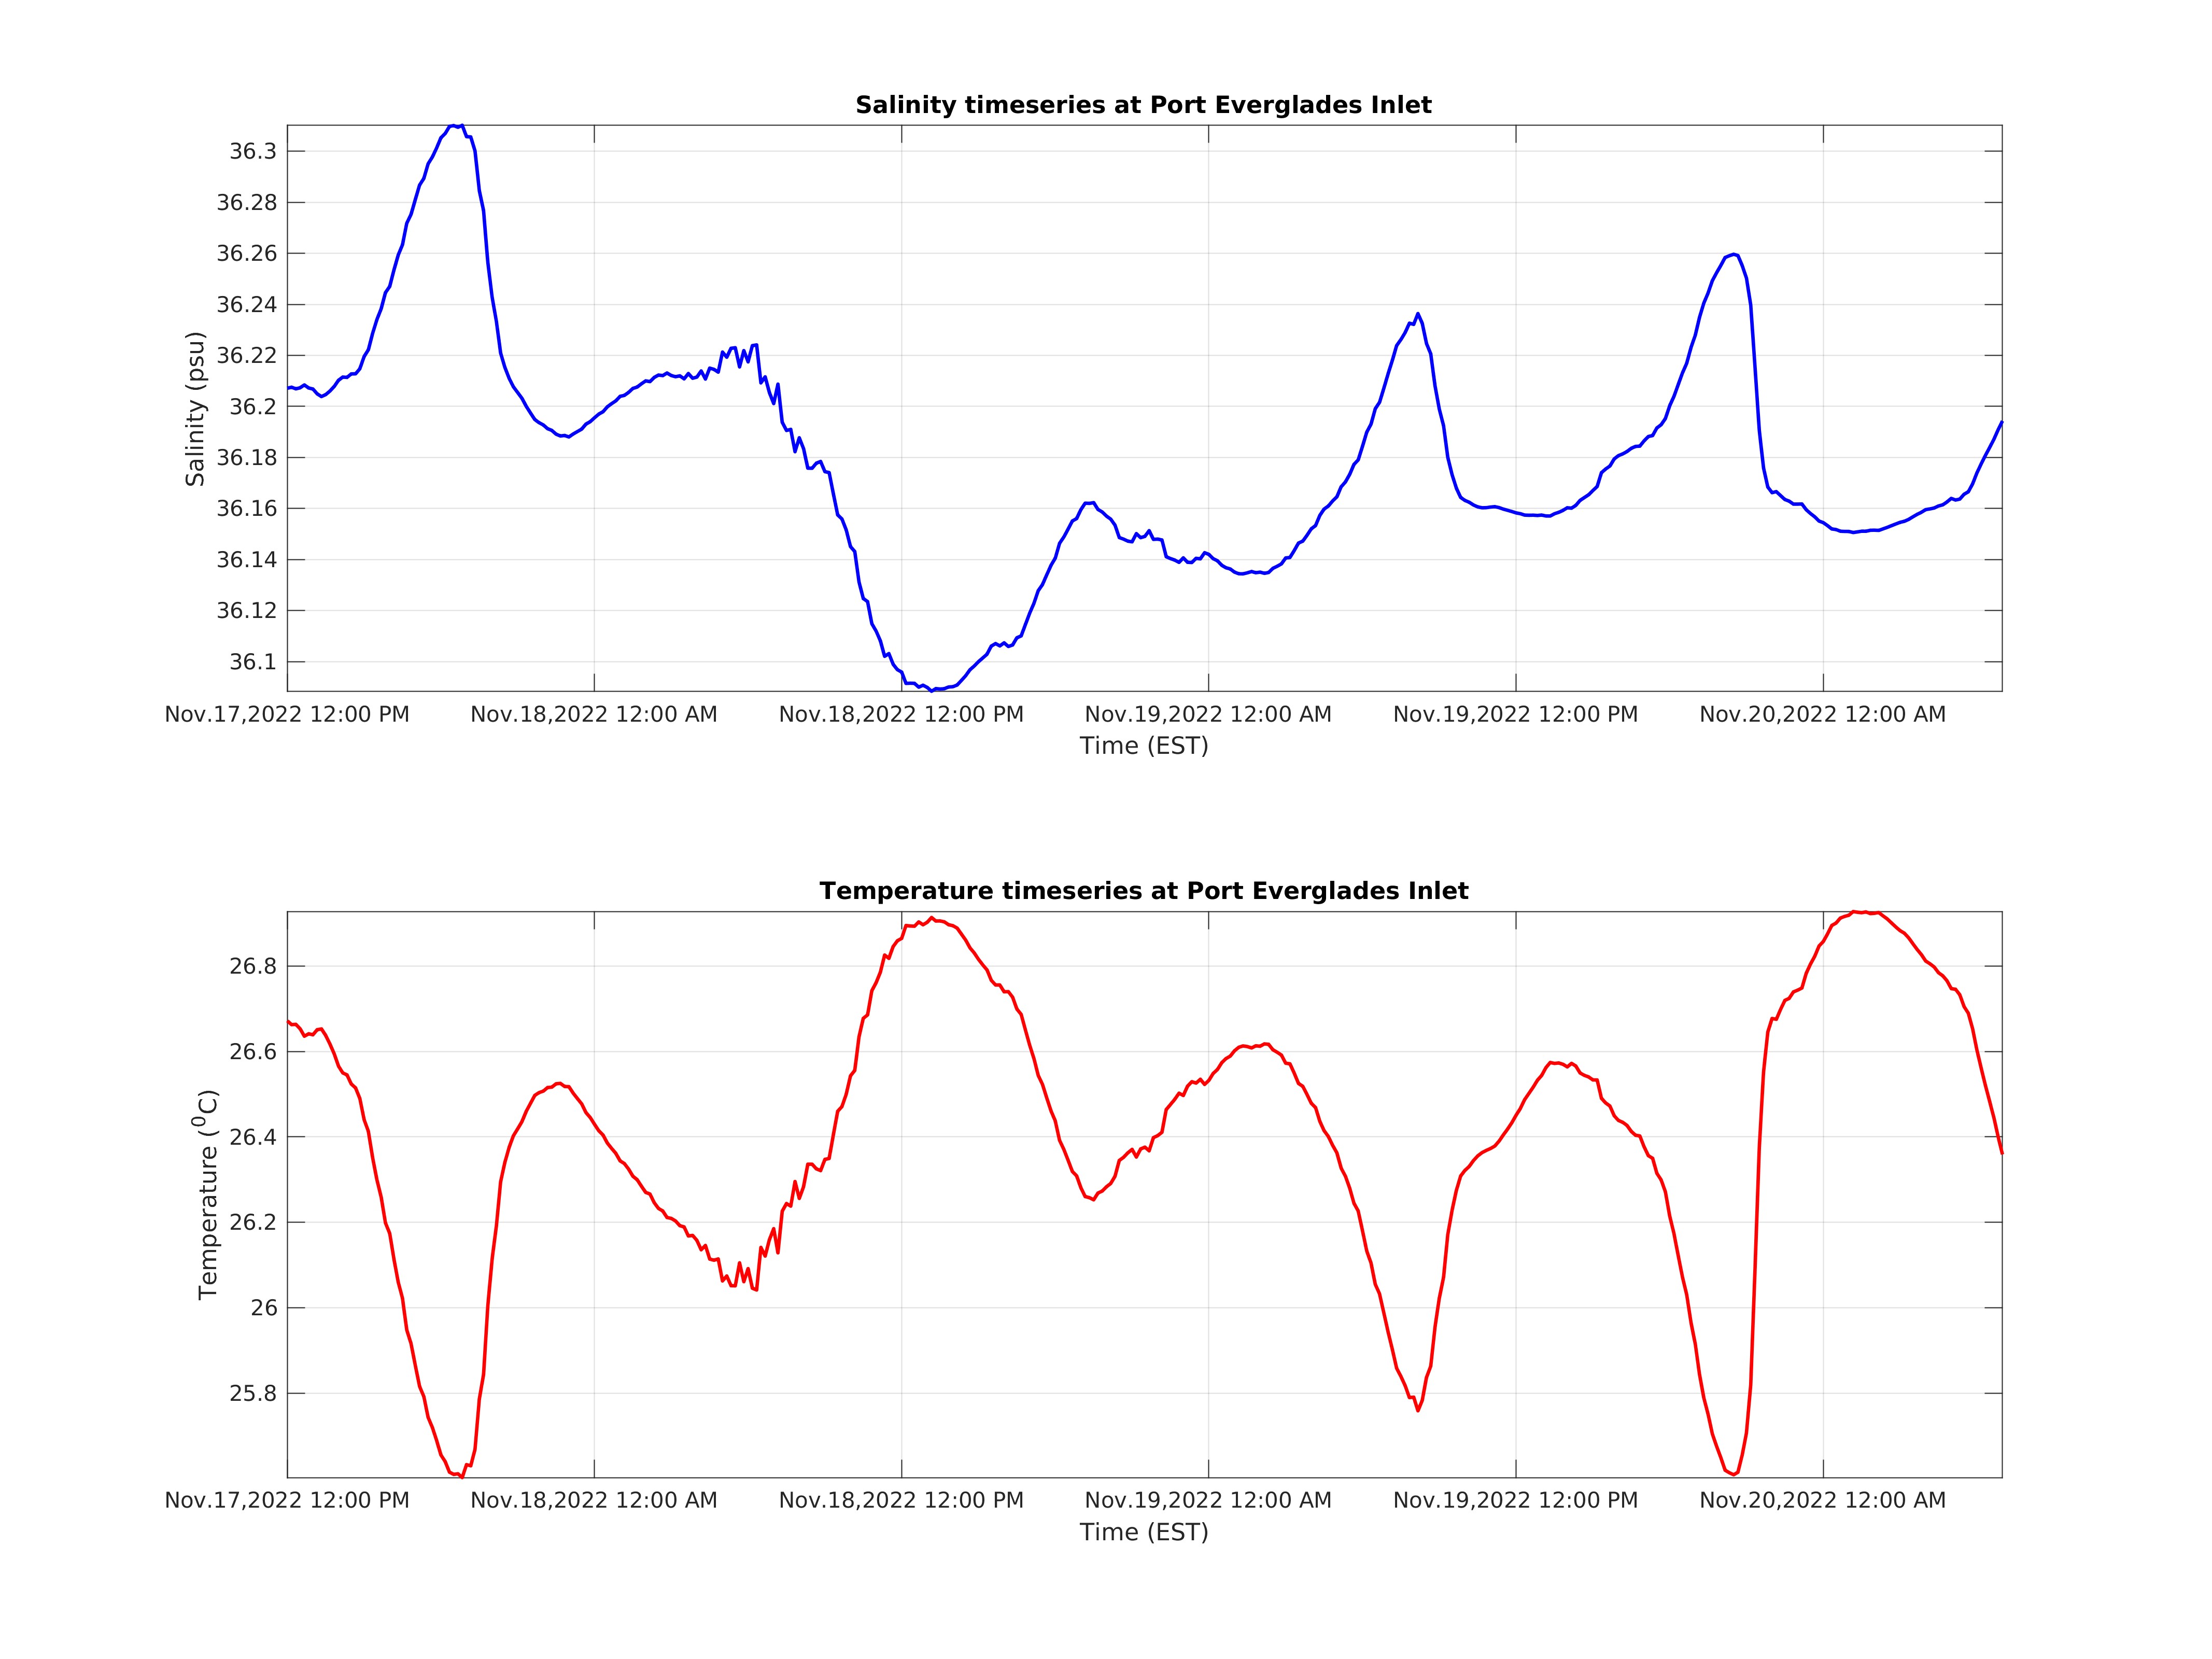 Salinity timeseries at Port Everglades Inlet
36.3
36.28
36.26
36.24
36.22
36.2
36.18
36.16
36.14
36.12
36.1
Salinity (psu)
Nov.17,2022 12:00 PM Nov.18,2022 12:00 AM Nov.18,2022 12:00 PM Nov.19,2022 12:00 AM Nov.19,2022 12:00 PM Nov.20,2022 12:00 AM
Time (EST)
Temperature timeseries at Port Everglades Inlet
26.8
26.6
26.4
26.2
26
25.8
Temperature (⁰C)
Nov.17,2022 12:00 PM Nov.18,2022 12:00 AM Nov.18,2022 12:00 PM Nov.19,2022 12:00 AM Nov.19,2022 12:00 PM Nov.20,2022 12:00 AM
Time (EST)